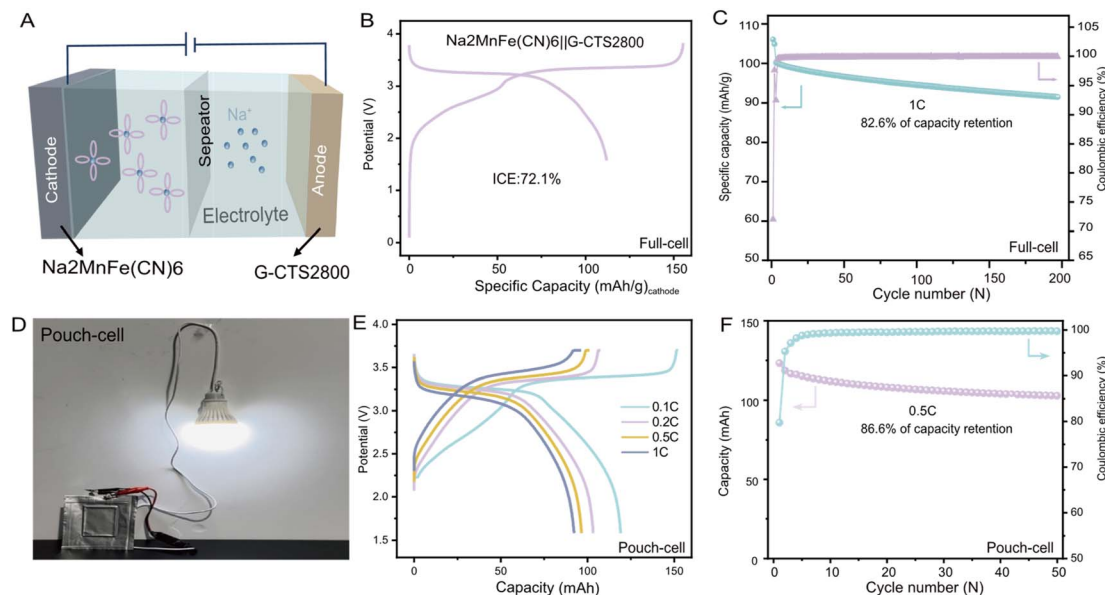 A
Cathode
Sepeator
Na⁺
Electrolyte
Anode
Na2MnFe(CN)6
G-CTS2800
B
Na2MnFe(CN)6||G-CTS2800
ICE:72.1%
Full-cell
Potential (V)
4
3
2
1
0
0
50
100
150
Specific Capacity (mAh/g)cathode
C
1C
82.6% of capacity retention
Full-cell
Specific capacity (mAh/g)
110
100
90
80
70
60
50
Coulombic efficiency (%)
105
100
95
90
85
80
75
70
65
0
50
100
150
200
Cycle number (N)
D
Pouch-cell
E
0.1C
0.2C
0.5C
1C
Pouch-cell
Potential (V)
4.0
3.5
3.0
2.5
2.0
1.5
0
50
100
150
Capacity (mAh)
F
0.5C
86.6% of capacity retention
Pouch-cell
Capacity (mAh)
150
125
100
75
50
25
0
Coulombic efficiency (%)
100
90
80
70
60
50
0
10
20
30
40
50
Cycle number (N)